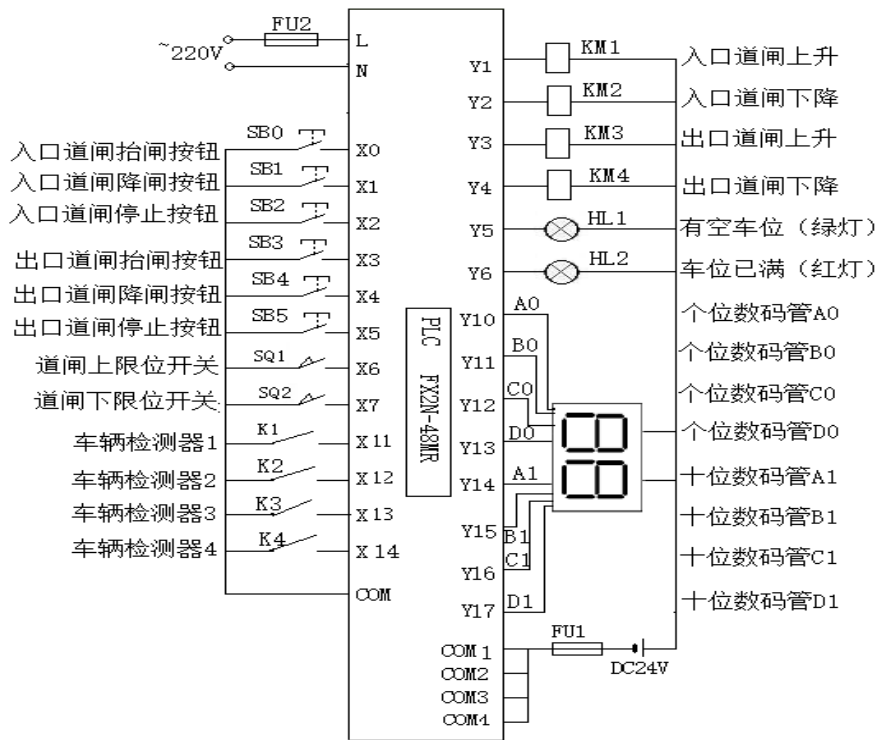 FU2
~220V
L
N
入口道闸抬闸按钮 SB0 X0
入口道闸降闸按钮 SB1 X1
入口道闸停止按钮 SB2 X2
出口道闸抬闸按钮 SB3 X3
出口道闸降闸按钮 SB4 X4
出口道闸停止按钮 SB5 X5
道闸上限位开关 SQ1 X6
道闸下限位开关 SQ2 X7
车辆检测器1 K1 X11
车辆检测器2 K2 X12
车辆检测器3 K3 X13
车辆检测器4 K4 X14
COM
PLC FX2N-48MR
Y1 KM1 入口道闸上升
Y2 KM2 入口道闸下降
Y3 KM3 出口道闸上升
Y4 KM4 出口道闸下降
Y5 HL1 有空车位（绿灯）
Y6 HL2 车位已满（红灯）
Y10 A0 个位数码管A0
Y11 B0 个位数码管B0
Y12 C0 个位数码管C0
Y13 D0 个位数码管D0
Y14 A1 十位数码管A1
Y15 B1 十位数码管B1
Y16 C1 十位数码管C1
Y17 D1 十位数码管D1
COM1 FU1 DC24V
COM2
COM3
COM4